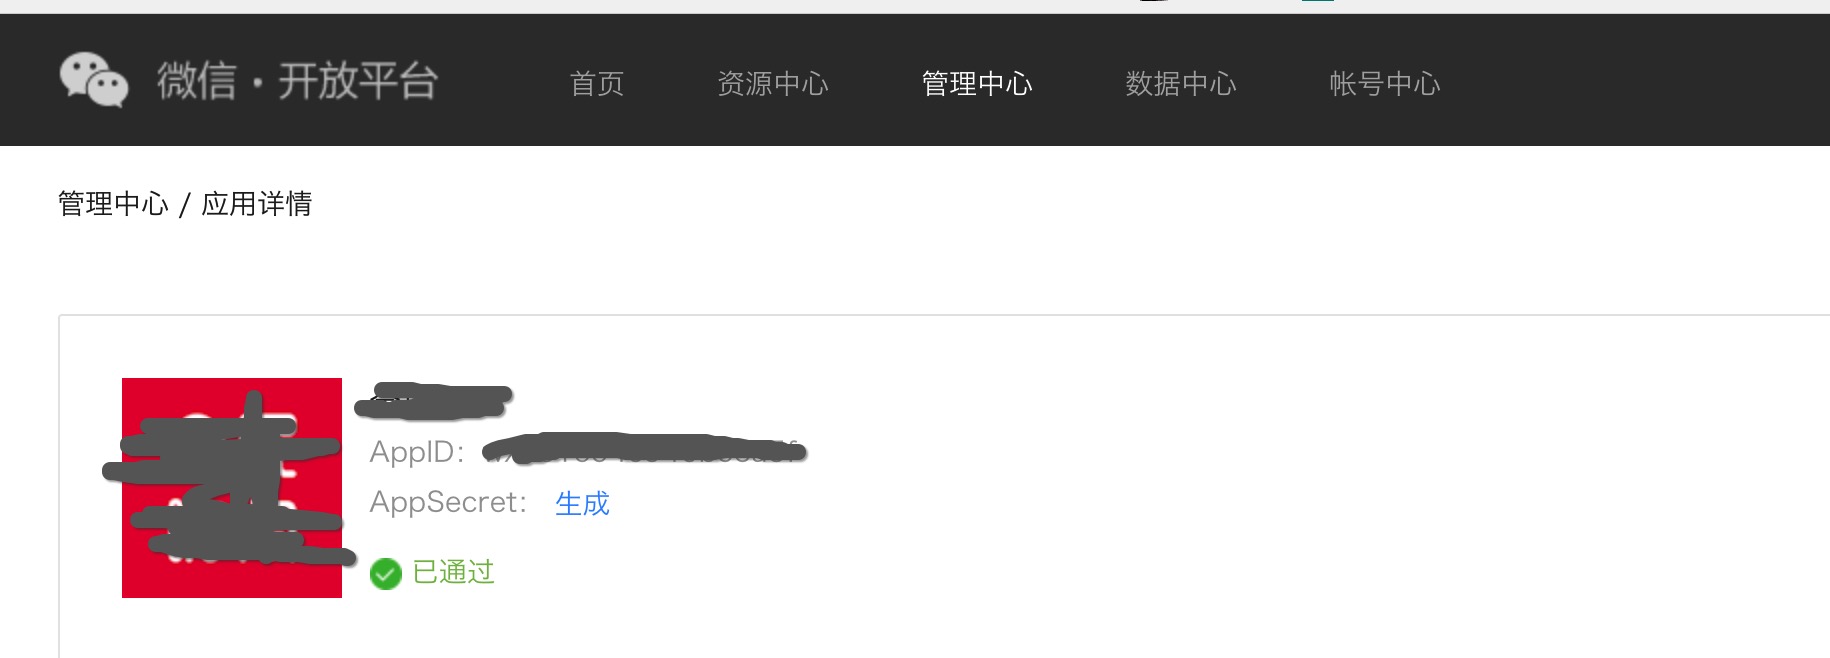 微信·开放平台 首页 资源中心 管理中心 数据中心 帐号中心
管理中心 / 应用详情
AppID：
AppSecret： 生成
已通过